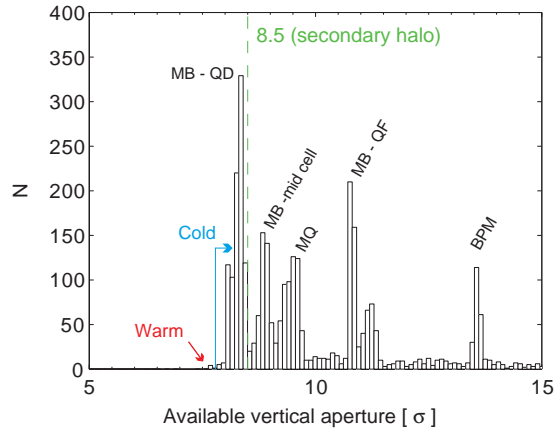 400
350
300
250
200
150
100
50
0
N
8.5 (secondary halo)
MB - QD
MB -mid cell
MQ
MB - QF
BPM
Cold
Warm
5
10
15
Available vertical aperture [ σ ]